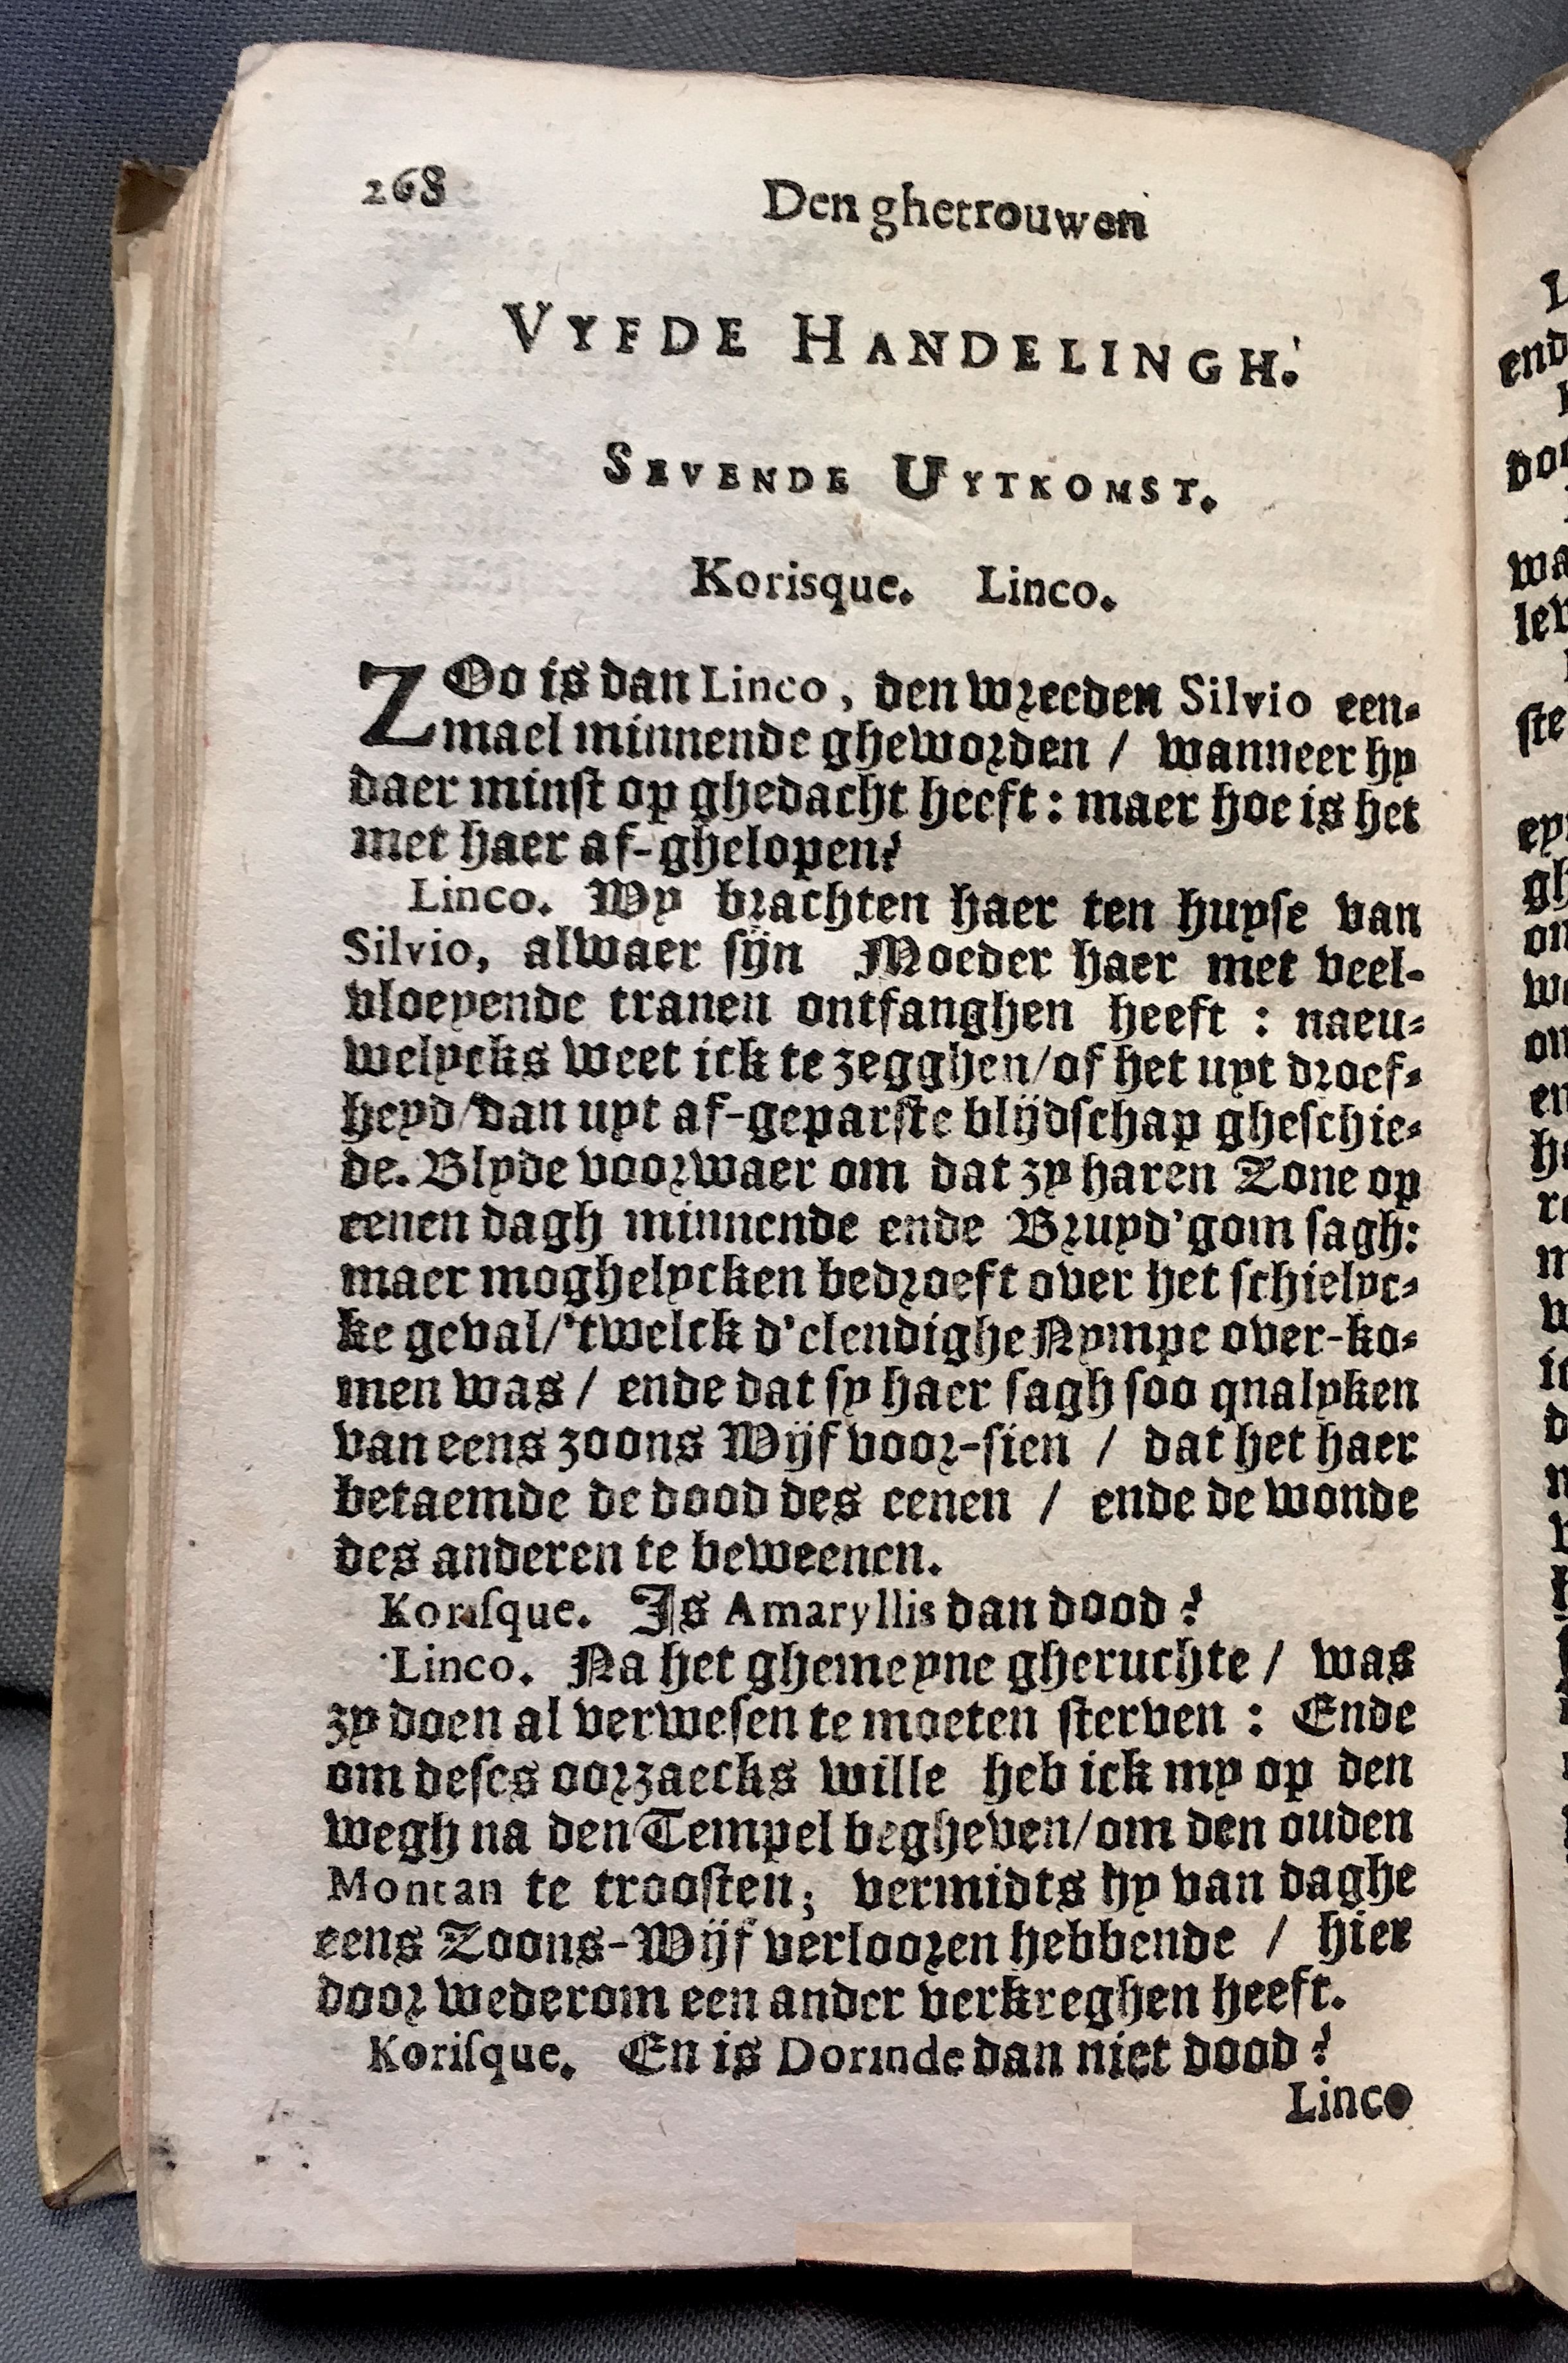 268 Den ghetrouwen
VYFDE HANDELINGH.
SEVENDE UYTKOMST.
Korisque. Linco.
ZOo is dan Linco, den wreeden Silvio een-
mael minnende gheworden / wanneer hy
daer minst op ghedacht heeft: maer hoe is het
met haer af-ghelopen?
Linco. Wy brachten haer ten huyse van
Silvio, alwaer sijn Moeder haer met veel-
vloeyende tranen ontfanghen heeft : naeu-
welycks weet ick te zegghen/of het uyt droef-
heyd/dan uyt af-geparste blijdschap gheschie-
de. Blyde voorwaer om dat zy haren Zone op
eenen dagh minnende ende Bruyd'gom sagh:
maer moghelycken bedroeft over het schielyc-
ke geval/'twelck d'elendighe Nympe over-ko-
men was / ende dat sy haer sagh soo qnalyken
van eens zoons Wijf voor-sien / dat het haer
betaemde de dood des eenen / ende de wonde
des anderen te beweenen.
Korisque. Is Amaryllis dan dood?
Linco. Na het ghemeyne gheruchte / was
zy doen al verwesen te moeten sterven : Ende
om deses oorzaecks wille heb ick my op den
wegh na den Tempel begheven/om den ouden
Montan te troosten; vermidts hy van daghe
eens Zoons-Wijf verlooren hebbende / hier
door wederom een ander verkreghen heeft.
Korisque. En is Dorinde dan niet dood?
Linco